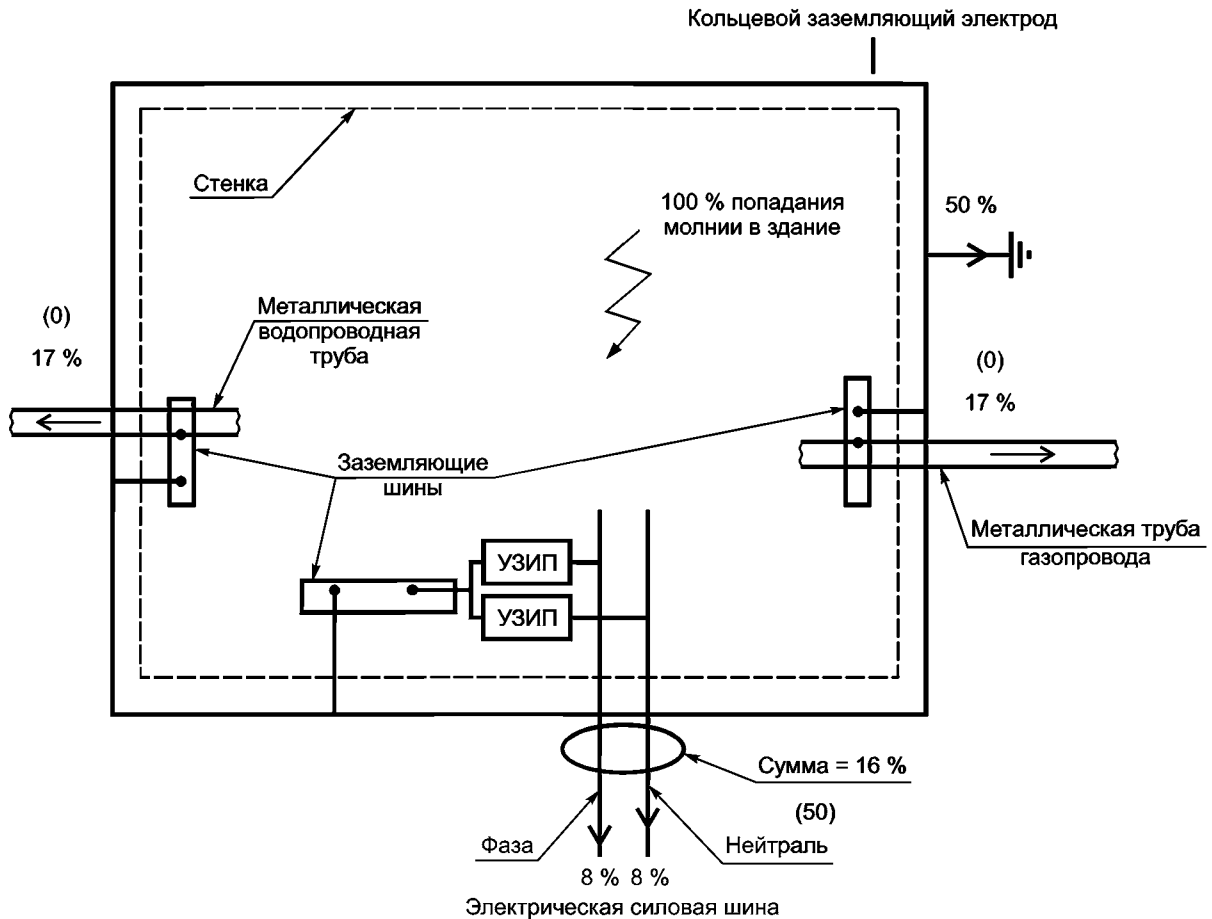 Кольцевой заземляющий электрод
Стенка
100 % попадания
молнии в здание
50 %
(0)
17 %
Металлическая
водопроводная
труба
(0)
17 %
Заземляющие
шины
Металлическая труба
газопровода
УЗИП
УЗИП
Сумма = 16 %
(50)
Фаза
Нейтраль
8 % 8 %
Электрическая силовая шина